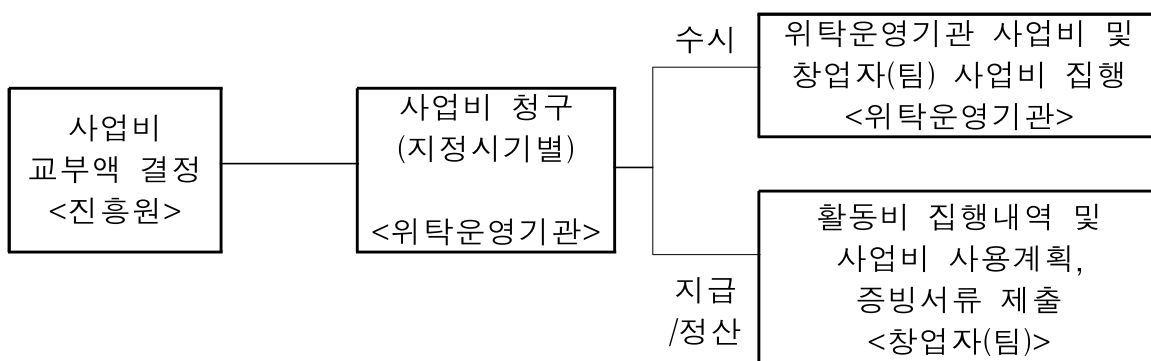 사업비
교부액 결정
<진흥원>
사업비 청구
(지정시기별)
<위탁운영기관>
수시
위탁운영기관 사업비 및
창업자(팀) 사업비 집행
<위탁운영기관>
지급
/정산
활동비 집행내역 및
사업비 사용계획,
증빙서류 제출
<창업자(팀)>